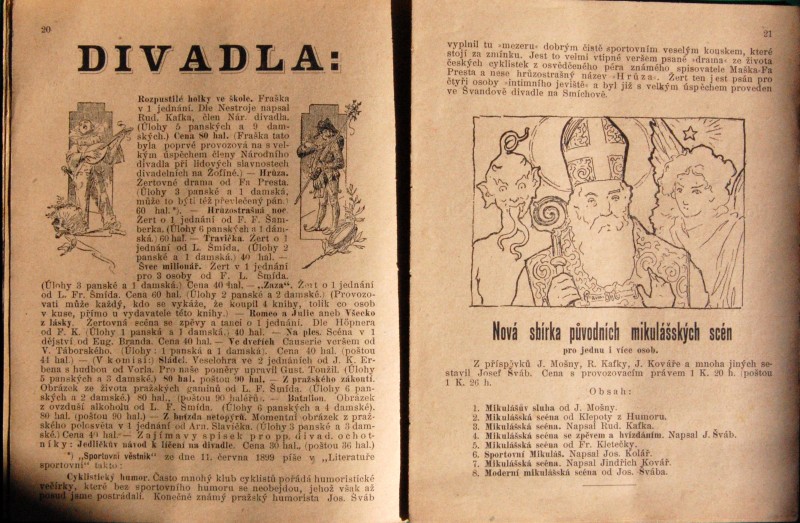 20
DIVADLA:
Rozpustilé holky ve škole. Fraška
v 1 jednání. Dle Nestroje napsal
Rud. Kafka, člen Nár. divadla.
(Úlohy 5 panských a 9 dam-
ských.) Cena 80 hal. (Fraška tato
byla poprvé provozována s vel-
kým úspěchem členy Národního
divadla při lidových slavnostech
divadelních na Žofíně.) — Hrůza.
Žertovné drama od Fa Presta.
(Úlohy 3 panské a 1 damská,
může to býti též převlečený pán.)
60 hal.*). — Hrůzostrašná noc.
Žert o 1 jednání od F. F. Šam-
berka. (Úlohy 6 panských a 1 dám-
ská.) 60 hal. — Travička. Žert o 1
jednání od L. Šmída. (Úlohy 2
panské a 1 damská.) 40 hal. —
Švec milionář. Žert v 1 jednání
pro 3 osoby od F. L. Šmída.
(Úlohy 3 panské a 1 damská.) Cena 40 hal. — „Zuza“. Žert o 1 jednání
od L. Fr. Šmída. Cena 60 hal. (Úlohy 2 panské a 2 damské.) (Provozo-
vati může každý, kdo se vykáže, že koupil 4 knihy, tolik co osob
v kuse, přímo u vydavatele této knihy.) — Romeo a Julie aneb Všecko
z lásky. Žertovná scéna se zpěvy a tanci o 1 jednání. Dle Höpnera
od F. K. (Úlohy 1 panská a 1 damská.) 40 hal. — Na ples. Scéna v 1
dějství od Eug. Branda. Cena 40 hal. — Ve dveřích Causerie veršem od
V. Táborského. (Úlohy: 1 panská a 1 damská.) Cena 40 hal. (poštou
44 hal.) — (V komisi:) Sládci. Veselohra ve 2 jednáních od J. K. Er-
bena s hudbou od Vorla. Pro naše poměry upravil Gust. Toužil. (Úlohy
5 panských a 3 damské.) 80 hal. poštou 90 hal. — Z pražského zákoutí.
Obrázek ze života pražských gaminů od L. F. Šmída. (Úlohy 6 pan-
ských a 2 damské.) 80 hal., (poštou 90 haléřů). — Batallon. Obrázek
z ovzduší alkoholu od L. F. Šmída. (Úlohy 6 panských a 4 damské).
80 hal. (poštou 90 hal.) — Z hnízda netopýrů. Momentní obrázek z praž-
ského polosvěta v 1 jednání od Arn. Slavíčka. (Úlohy 3 panské a 3 dam-
ské.) Cena 40 hal. — Zajímavý spisek pro pp. divad. ochot-
níky: Jedličkův návod k líčení na divadle. Cena 30 hal., (poštou 36 hal.)
*) „Sportovní věstník“ ze dne 11. června 1899 píše v „Literatuře
sportovní“ takto:
Cyklistický humor. Často mnohý klub cyklistů pořádá humoristické
večírky, které bez sportovního humoru se neobejdou, jehož však až
posud jsme postrádali. Konečně známý pražský humorista Jos. Šváb
21
vyplnil tu »mezeru« dobrým čistě sportovním veselým kouskem, které
stojí za zmínku. Jest to velmi vtipně veršem psané »drama« ze života
českých cyklistek z osvědčeného péra známého spisovatele Maška-Fa
Presta a nese hrůzostrašný název »Hrůza«. Žert ten jest psán pro
čtyři osoby »intimního jeviště« a byl již s velkým úspěchem proveden
ve Švandově divadle na Smíchově.
Nová sbírka původních mikulášských scén
pro jednu i více osob.
Z příspěvků J. Mošny, R. Kafky, J. Kováře a mnoha jiných se-
stavil Josef Šváb. Cena s provozovacím právem 1 K. 20 h. (poštou
1 K. 26 h.
Obsah:
1. Mikulášův sluha od J. Mošny.
2. Mikulášská scéna od Klepoty z Humoru.
3. Mikulášská scéna. Napsal Rud. Kafka.
4. Mikulášská scéna se zpěvem a hvízdáním. Napsal J. Šváb.
5. Mikulášská scéna od Fr. Kletečky.
6. Sportovní Mikuláš. Napsal Jos. Kolář.
7. Mikulášská scéna. Napsal Jindřich Kovář.
8. Moderní mikulášská scéna od Jos. Švába.